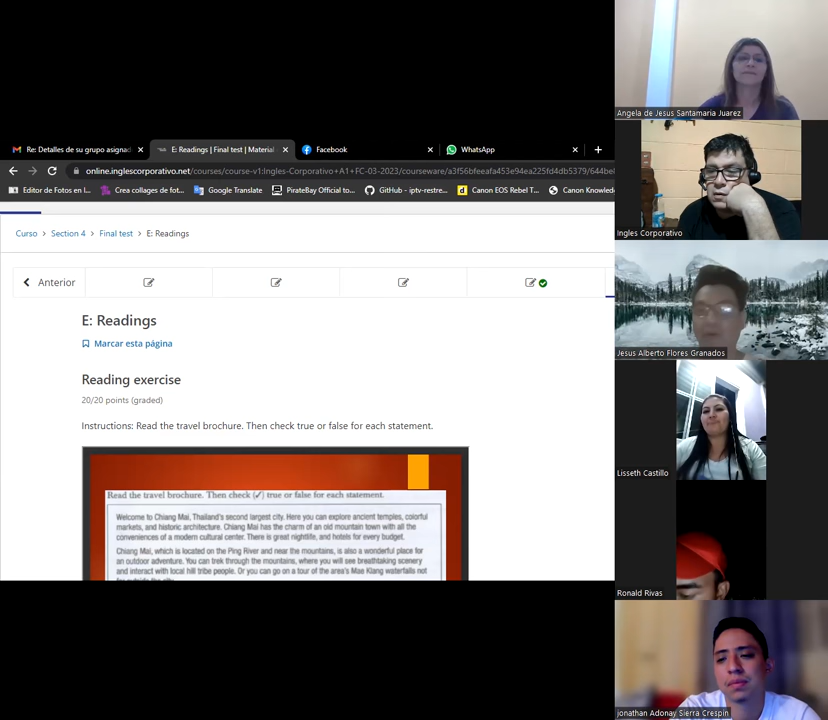 Re: Detalles de su grupo asignad
E: Readings | Final test | Material
Facebook
WhatsApp
online.inglescorporativo.net/courses/course-v1:Ingles-Corporativo+A1+FC-03-2023/courseware/a3f56bfeefa453e94ea225fd4db5379/644be
Editor de Fotos en l...
Crea collages de fot...
Google Translate
PirateBay Official to...
GitHub - iptv-restre...
Canon EOS Rebel T...
Canon Knowled
Curso > Section 4 > Final test > E: Readings
Anterior
E: Readings
Marcar esta página
Reading exercise
20/20 points (graded)
Instructions: Read the travel brochure. Then check true or false for each statement.
Read the travel brochure. Then check (✓) true or false for each statement.
Welcome to Chiang Mai, Thailand's second largest city. Here you can explore ancient temples, colorful
markets, and historic architecture. Chiang Mai has the charm of an old mountain town with all the
conveniences of a modern cultural center. There is great nightlife, and hotels for every budget.
Chiang Mai, which is located on the Ping River and near the mountains, is also a wonderful place for
an outdoor adventure. You can trek through the mountains, where you will see breathtaking scenery
and interact with local hill tribe people. Or you can go on a tour of the area's Mae Klang waterfalls not
Angela de Jesus Santamaria Juarez
Ingles Corporativo
Jesus Alberto Flores Granados
Lisseth Castillo
Ronald Rivas
jonathan Adonay Sierra Crespin